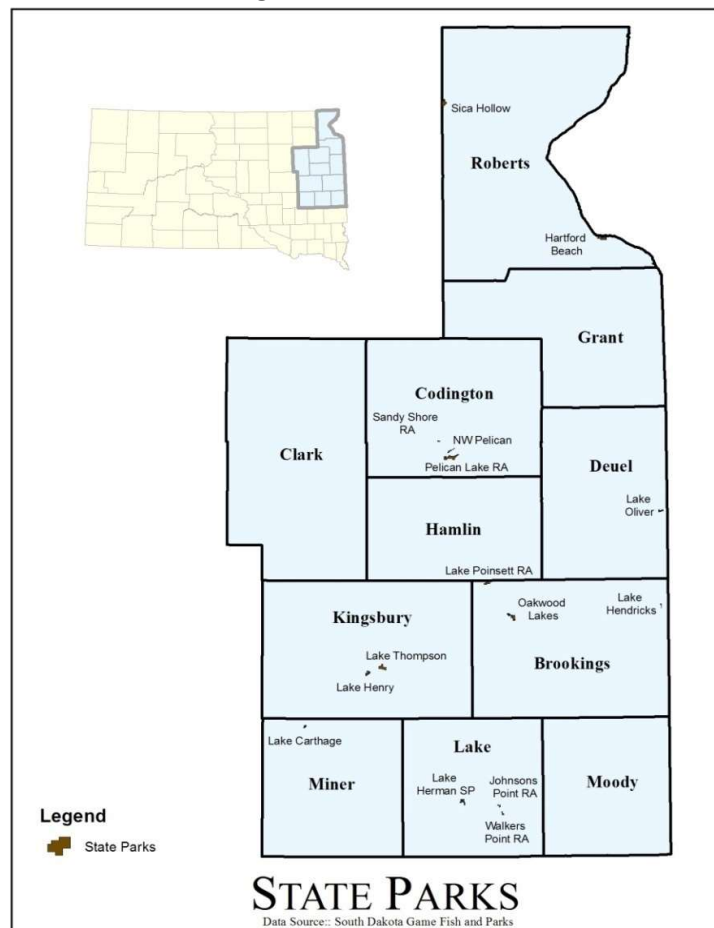 Sica Hollow
Roberts
Hartford
Beach
Grant
Codington
Sandy Shore
RA
NW Pelican
Pelican Lake RA
Clark
Deuel
Lake
Oliver
Hamlin
Lake Poinsett RA
Kingsbury
Oakwood
Lakes
Lake
Hendricks
Brookings
Lake Thompson
Lake Henry
Lake Carthage
Miner
Lake
Lake
Herman SP
Johnsons
Point RA
Walkers
Point RA
Moody
Legend
State Parks
STATE PARKS
Data Source:: South Dakota Game Fish and Parks